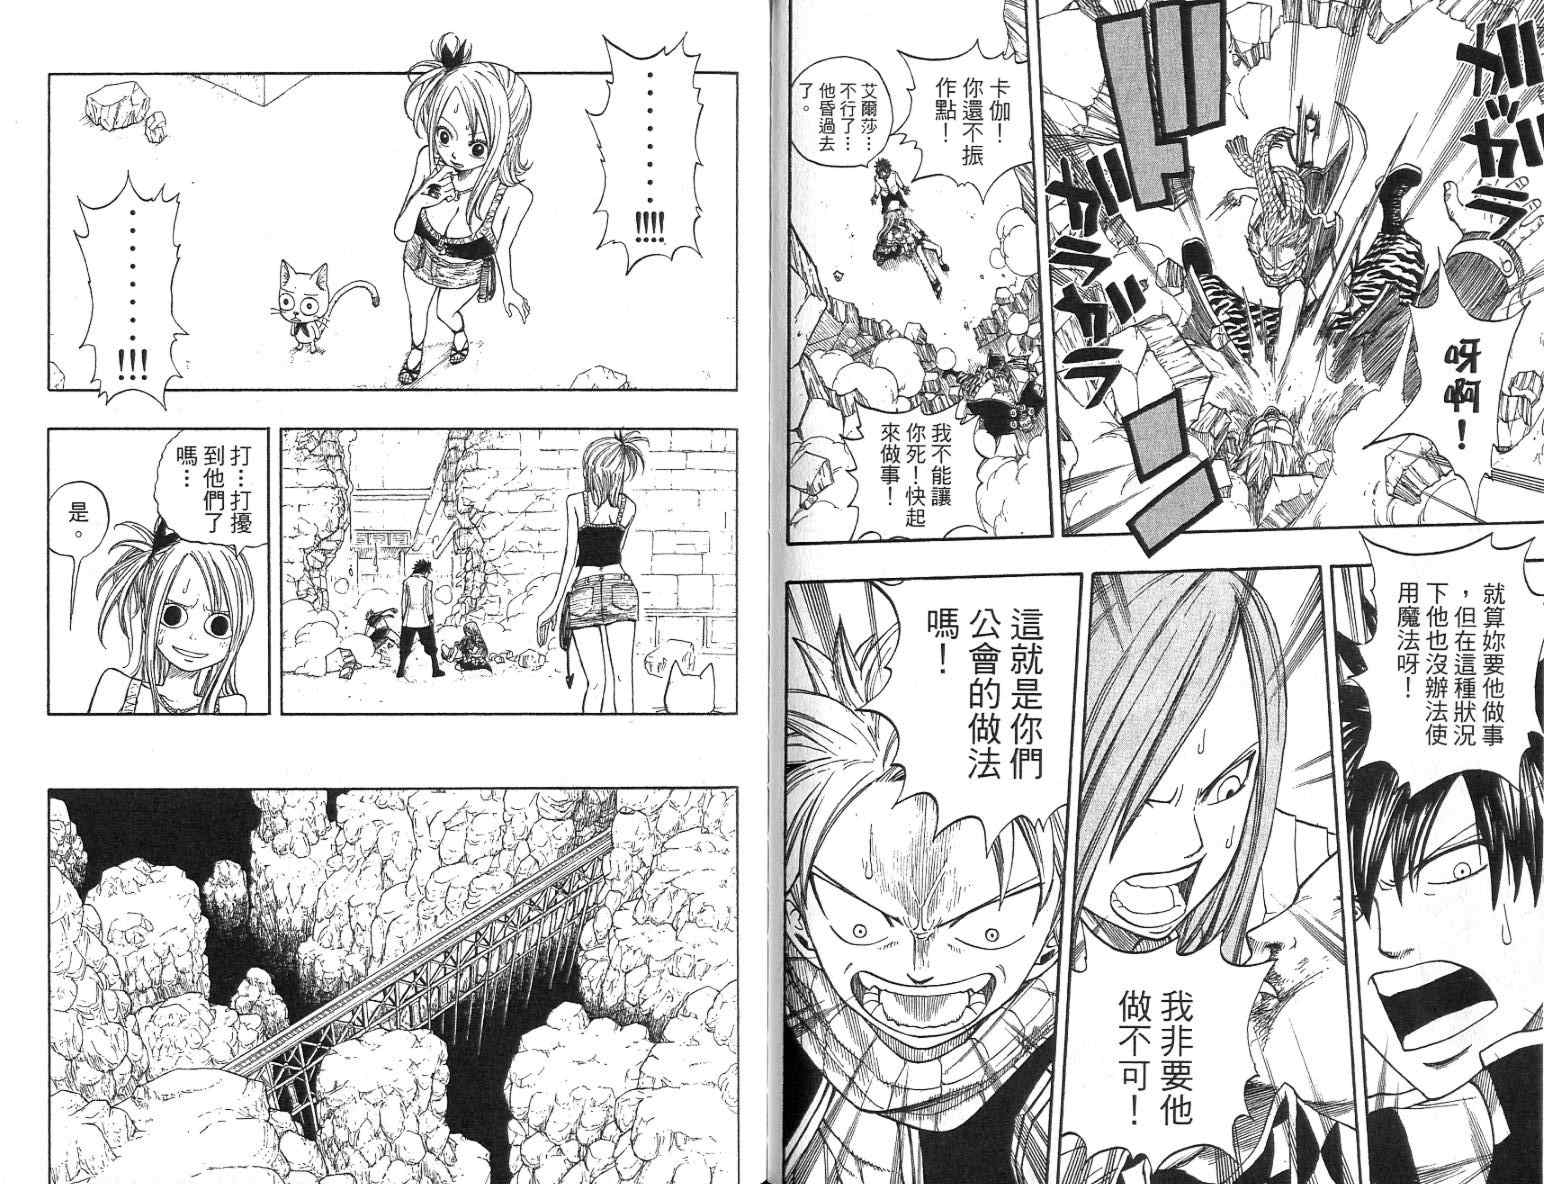 呀啊！
卡伽！
你還不振
作點！
艾爾莎…
不行了…
他昏過去
了。
我不能讓
你死！快起
來做事！
就算妳要他做事
，但在這種狀況
下他也沒辦法使
用魔法呀！
我非要他
做不可！
這就是你們
公會的做法
嗎！
………!!!!
………!!!
打…打擾
到他們了
嗎…
是。